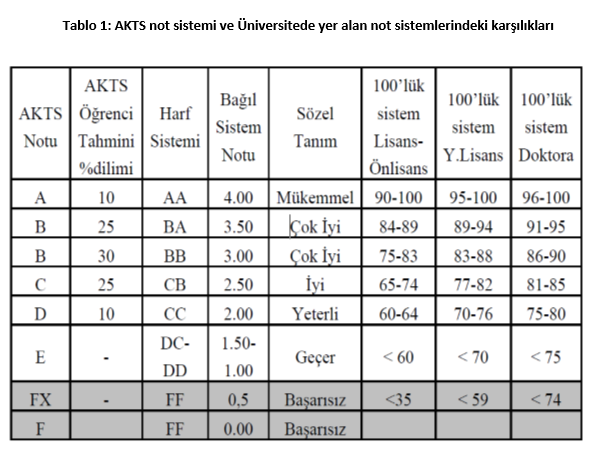 Tablo 1: AKTS not sistemi ve Üniversitede yer alan not sistemlerindeki karşılıkları
AKTS Notu | AKTS Öğrenci Tahmini %dilimi | Harf Sistemi | Bağıl Sistem Notu | Sözel Tanım | 100’lük sistem Lisans-Önlisans | 100’lük sistem Y.Lisans | 100’lük sistem Doktora
A | 10 | AA | 4.00 | Mükemmel | 90-100 | 95-100 | 96-100
B | 25 | BA | 3.50 | Çok İyi | 84-89 | 89-94 | 91-95
B | 30 | BB | 3.00 | Çok İyi | 75-83 | 83-88 | 86-90
C | 25 | CB | 2.50 | İyi | 65-74 | 77-82 | 81-85
D | 10 | CC | 2.00 | Yeterli | 60-64 | 70-76 | 75-80
E | - | DC-DD | 1.50-1.00 | Geçer | < 60 | < 70 | < 75
FX | - | FF | 0,5 | Başarısız | <35 | < 59 | < 74
F | | FF | 0.00 | Başarısız